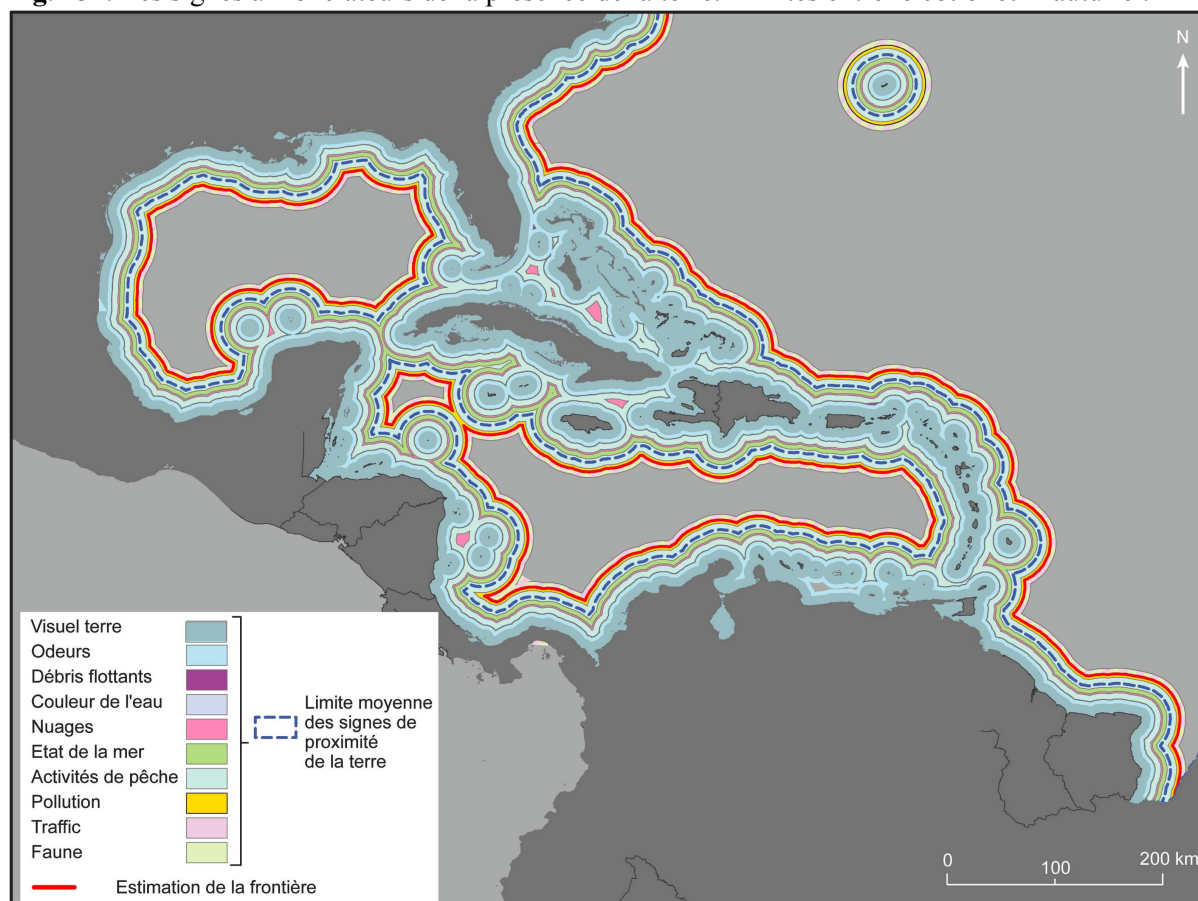 N
Visuel terre
Odeurs
Débris flottants
Couleur de l'eau
Nuages
Etat de la mer
Activités de pêche
Pollution
Traffic
Faune
Limite moyenne
des signes de
proximité
de la terre
Estimation de la frontière
0 100 200 km